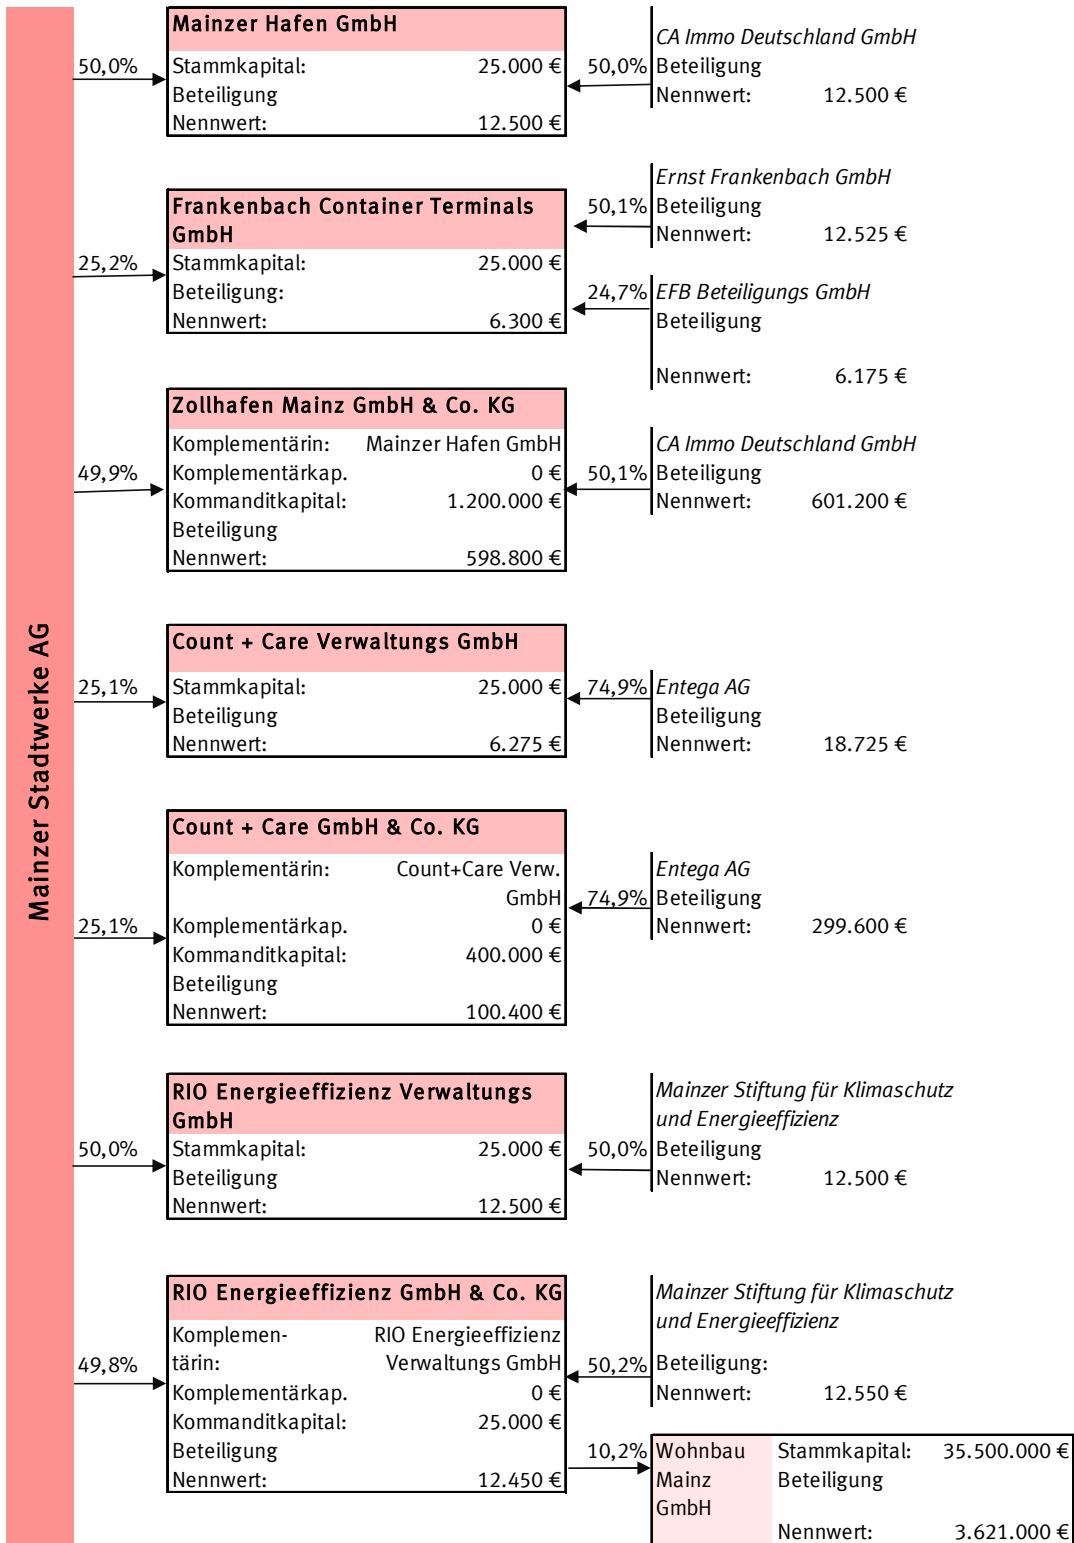 Mainzer Stadtwerke AG
50,0%
Mainzer Hafen GmbH
Stammkapital: 25.000 €
Beteiligung
Nennwert: 12.500 €
50,0%
CA Immo Deutschland GmbH
Beteiligung
Nennwert: 12.500 €
25,2%
Frankenbach Container Terminals
GmbH
Stammkapital: 25.000 €
Beteiligung:
Nennwert: 6.300 €
50,1%
Ernst Frankenbach GmbH
Beteiligung
Nennwert: 12.525 €
24,7%
EFB Beteiligungs GmbH
Beteiligung
Nennwert: 6.175 €
49,9%
Zollhafen Mainz GmbH & Co. KG
Komplementärin: Mainzer Hafen GmbH
Komplementärkap. 0 €
Kommanditkapital: 1.200.000 €
Beteiligung
Nennwert: 598.800 €
50,1%
CA Immo Deutschland GmbH
Beteiligung
Nennwert: 601.200 €
25,1%
Count + Care Verwaltungs GmbH
Stammkapital: 25.000 €
Beteiligung
Nennwert: 6.275 €
74,9%
Entega AG
Beteiligung
Nennwert: 18.725 €
25,1%
Count + Care GmbH & Co. KG
Komplementärin: Count+Care Verw.
GmbH
Komplementärkap. 0 €
Kommanditkapital: 400.000 €
Beteiligung
Nennwert: 100.400 €
74,9%
Entega AG
Beteiligung
Nennwert: 299.600 €
50,0%
RIO Energieeffizienz Verwaltungs
GmbH
Stammkapital: 25.000 €
Beteiligung
Nennwert: 12.500 €
50,0%
Mainzer Stiftung für Klimaschutz
und Energieeffizienz
Beteiligung
Nennwert: 12.500 €
49,8%
RIO Energieeffizienz GmbH & Co. KG
Komplemen- RIO Energieeffizienz
tärin: Verwaltungs GmbH
Komplementärkap. 0 €
Kommanditkapital: 25.000 €
Beteiligung
Nennwert: 12.450 €
50,2%
Mainzer Stiftung für Klimaschutz
und Energieeffizienz
Beteiligung:
Nennwert: 12.550 €
10,2%
Wohnbau Stammkapital: 35.500.000 €
Mainz Beteiligung
GmbH
Nennwert: 3.621.000 €